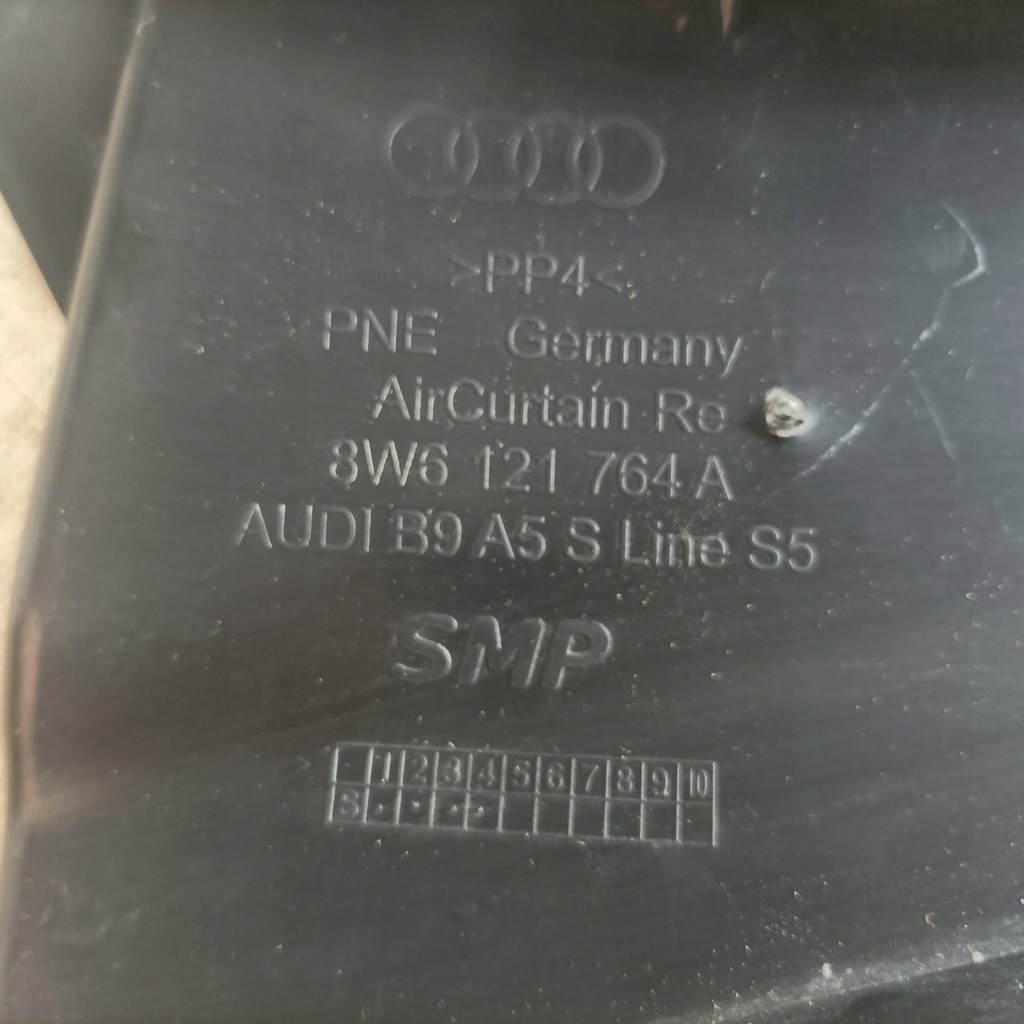 >PP4<
PNE Germany
AirCurtain Re
8W6 121 764 A
AUDI B9 A5 S Line S5
SMP
1 2 3 4 5 6 7 8 9 10
S